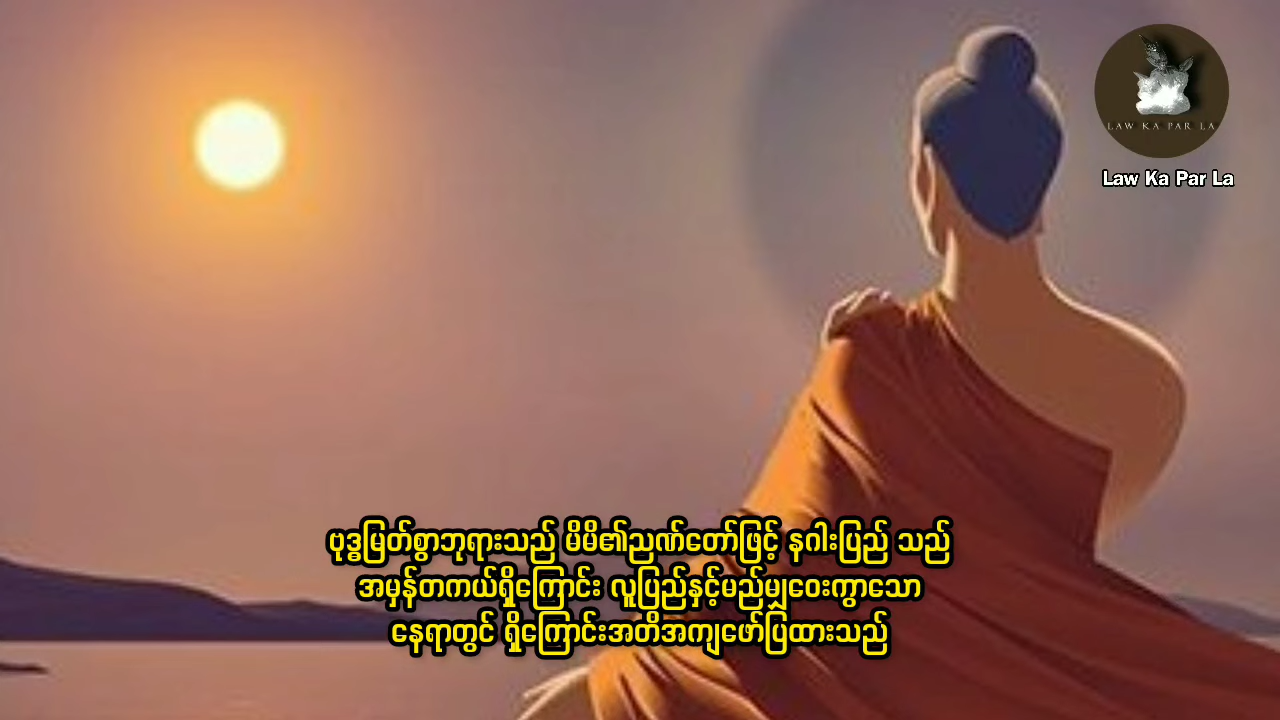 LAW KA PAR LA
Law Ka Par La
ဗုဒ္ဓမြတ်စွာဘုရားသည် မိမိ၏ညဏ်တော်ဖြင့် နဂါးပြည် သည်
အမှန်တကယ်ရှိကြောင်း လူပြည်နှင့်မည်မျှဝေးကွာသော
နေရာတွင် ရှိကြောင်းအတိအကျဖော်ပြထားသည်